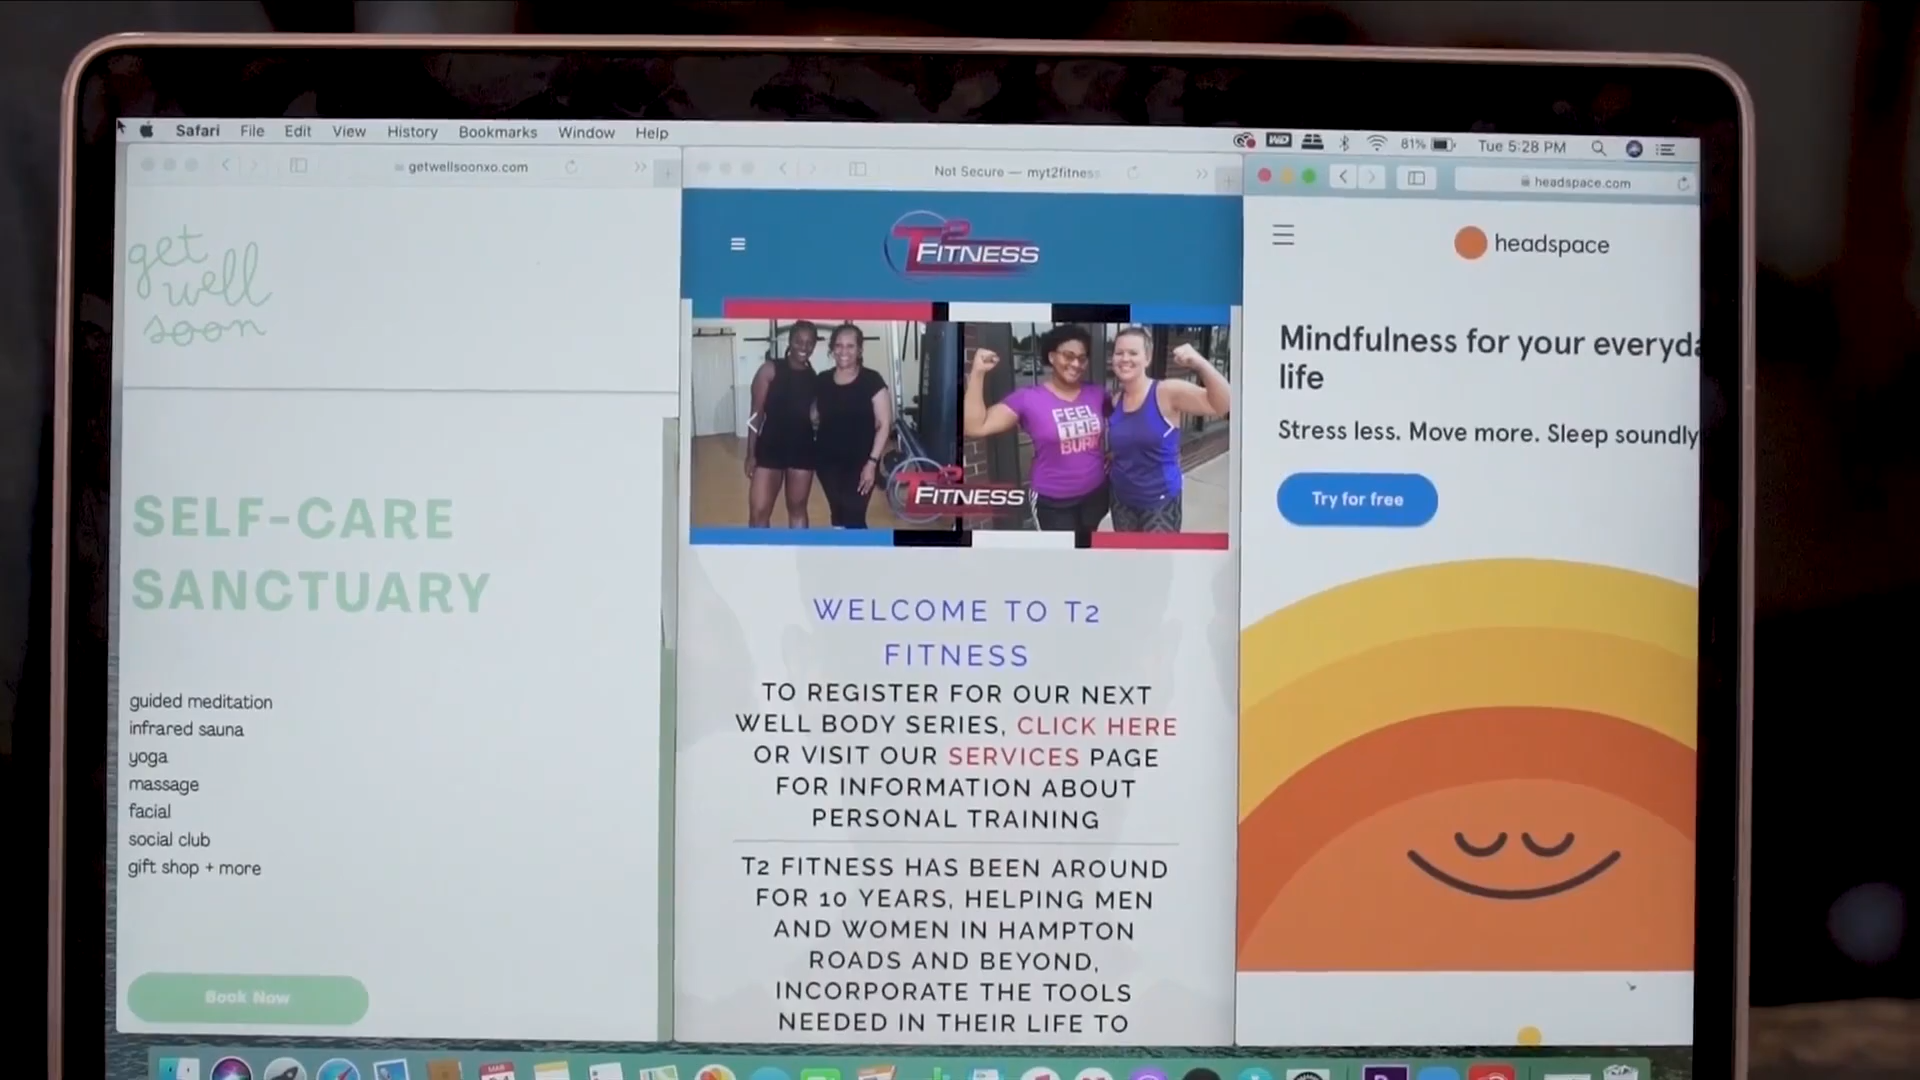 Safari File Edit View History Bookmarks Window Help
81% Tue 5:28 PM
getwellsoonxo.com
get
well
soon
SELF-CARE
SANCTUARY
guided meditation
infrared sauna
yoga
massage
facial
social club
gift shop + more
Book Now
Not Secure — myt2fitness
T2 FITNESS
FEEL
THE
BURN
T2 FITNESS
WELCOME TO T2
FITNESS
TO REGISTER FOR OUR NEXT
WELL BODY SERIES, CLICK HERE
OR VISIT OUR SERVICES PAGE
FOR INFORMATION ABOUT
PERSONAL TRAINING
T2 FITNESS HAS BEEN AROUND
FOR 10 YEARS, HELPING MEN
AND WOMEN IN HAMPTON
ROADS AND BEYOND,
INCORPORATE THE TOOLS
NEEDED IN THEIR LIFE TO
headspace.com
headspace
Mindfulness for your everyda
life
Stress less. Move more. Sleep soundly
Try for free